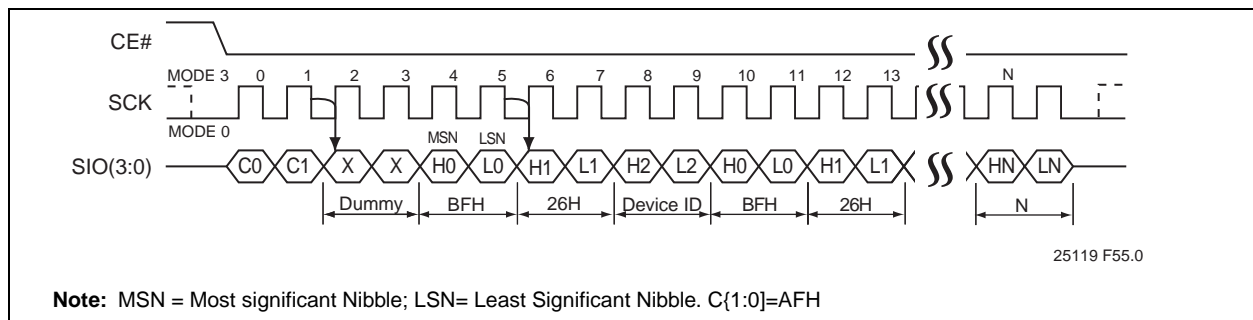 CE#
MODE 3 0 1 2 3 4 5 6 7 8 9 10 11 12 13 N
SCK
MODE 0
MSN LSN
SIO(3:0) C0 C1 X X H0 L0 H1 L1 H2 L2 H0 L0 H1 L1 HN LN
Dummy BFH 26H Device ID BFH 26H N
25119 F55.0
Note: MSN = Most significant Nibble; LSN= Least Significant Nibble. C{1:0]=AFH